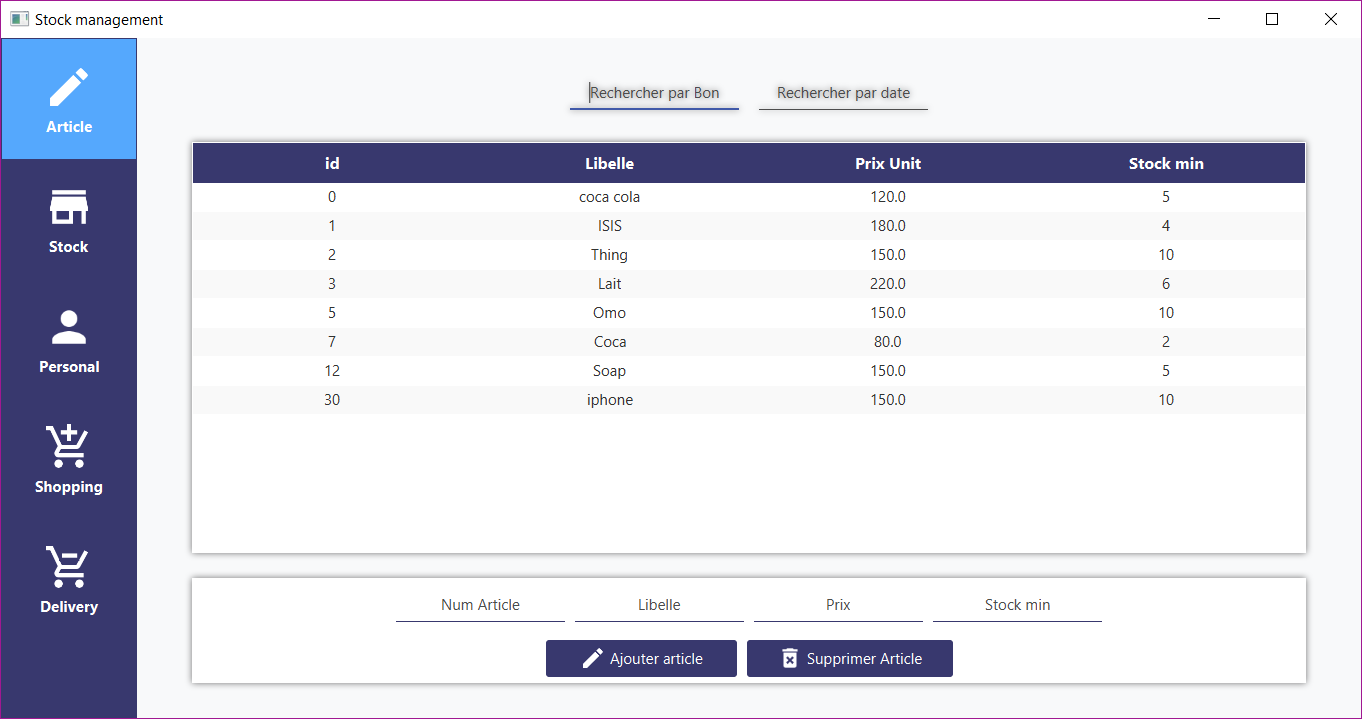 Stock management
Article
Stock
Personal
Shopping
Delivery
Rechercher par Bon Rechercher par date
id Libelle Prix Unit Stock min
0 coca cola 120.0 5
1 ISIS 180.0 4
2 Thing 150.0 10
3 Lait 220.0 6
5 Omo 150.0 10
7 Coca 80.0 2
12 Soap 150.0 5
30 iphone 150.0 10
Num Article Libelle Prix Stock min
Ajouter article Supprimer Article